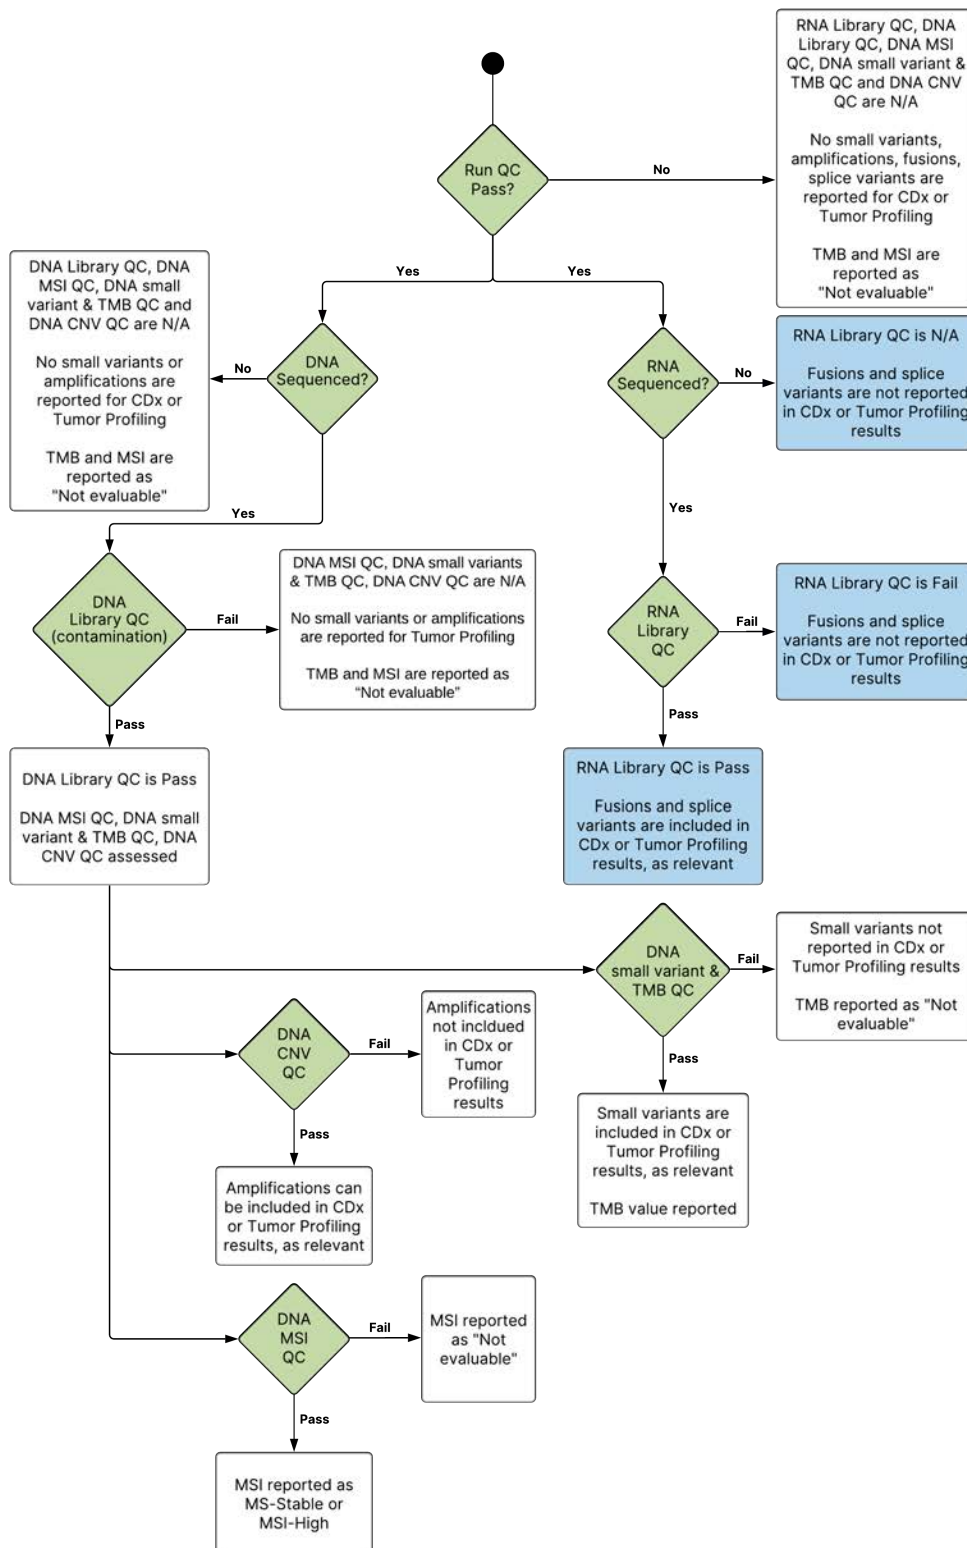 RNA Library QC, DNA
Library QC, DNA MSI
QC, DNA small variant &
TMB QC and DNA CNV
QC are N/A
No small variants,
amplifications, fusions,
splice variants are
reported for CDx or
Tumor Profiling
TMB and MSI are
reported as
"Not evaluable"
Run QC
Pass?
No
Yes
Yes
DNA Library QC, DNA
MSI QC, DNA small
variant & TMB QC and
DNA CNV QC are N/A
No small variants or
amplifications are
reported for CDx or
Tumor Profiling
TMB and MSI are
reported as
"Not evaluable"
No
DNA
Sequenced?
RNA
Sequenced?
No
RNA Library QC is N/A
Fusions and splice
variants are not reported
in CDx or Tumor Profiling
results
Yes
Yes
DNA
Library QC
(contamination)
Fail
DNA MSI QC, DNA small variants
& TMB QC, DNA CNV QC are N/A
No small variants or amplifications
are reported for Tumor Profiling
TMB and MSI are reported as
“Not evaluable”
RNA
Library
QC
Fail
RNA Library QC is Fail
Fusions and splice
variants are not reported
in CDx or Tumor Profiling
results
Pass
Pass
DNA Library QC is Pass
DNA MSI QC, DNA small
variant & TMB QC, DNA
CNV QC assessed
RNA Library QC is Pass
Fusions and splice
variants are included in
CDx or Tumor Profiling
results, as relevant
DNA
small variant &
TMB QC
Fail
Small variants not
reported in CDx or
Tumor Profiling results
TMB reported as "Not
evaluable"
Pass
Small variants are
included in CDx or
Tumor Profiling
results, as relevant
TMB value reported
DNA
CNV
QC
Fail
Amplifications
not incldued
in CDx or
Tumor
Profiling
results
Pass
Amplifications can
be included in CDx
or Tumor Profiling
results, as relevant
DNA
MSI
QC
Fail
MSI reported
as "Not
evaluable"
Pass
MSI reported as
MS-Stable or
MSI-High